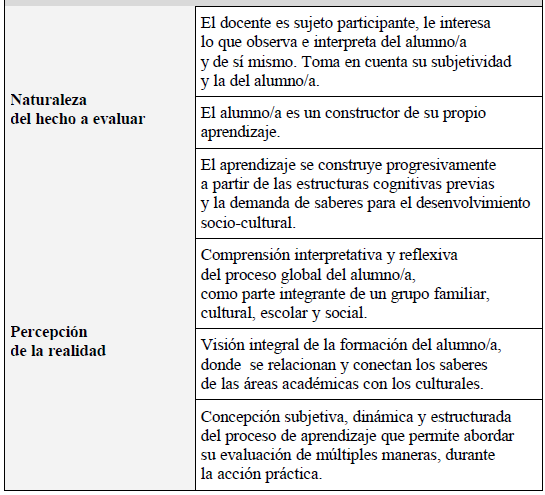 Naturaleza
del hecho a evaluar
El docente es sujeto participante, le interesa
lo que observa e interpreta del alumno/a
y de sí mismo. Toma en cuenta su subjetividad
y la del alumno/a.
El alumno/a es un constructor de su propio
aprendizaje.
El aprendizaje se construye progresivamente
a partir de las estructuras cognitivas previas
y la demanda de saberes para el desenvolvimiento
socio-cultural.
Percepción
de la realidad
Comprensión interpretativa y reflexiva
del proceso global del alumno/a,
como parte integrante de un grupo familiar,
cultural, escolar y social.
Visión integral de la formación del alumno/a,
donde se relacionan y conectan los saberes
de las áreas académicas con los culturales.
Concepción subjetiva, dinámica y estructurada
del proceso de aprendizaje que permite abordar
su evaluación de múltiples maneras, durante
la acción práctica.